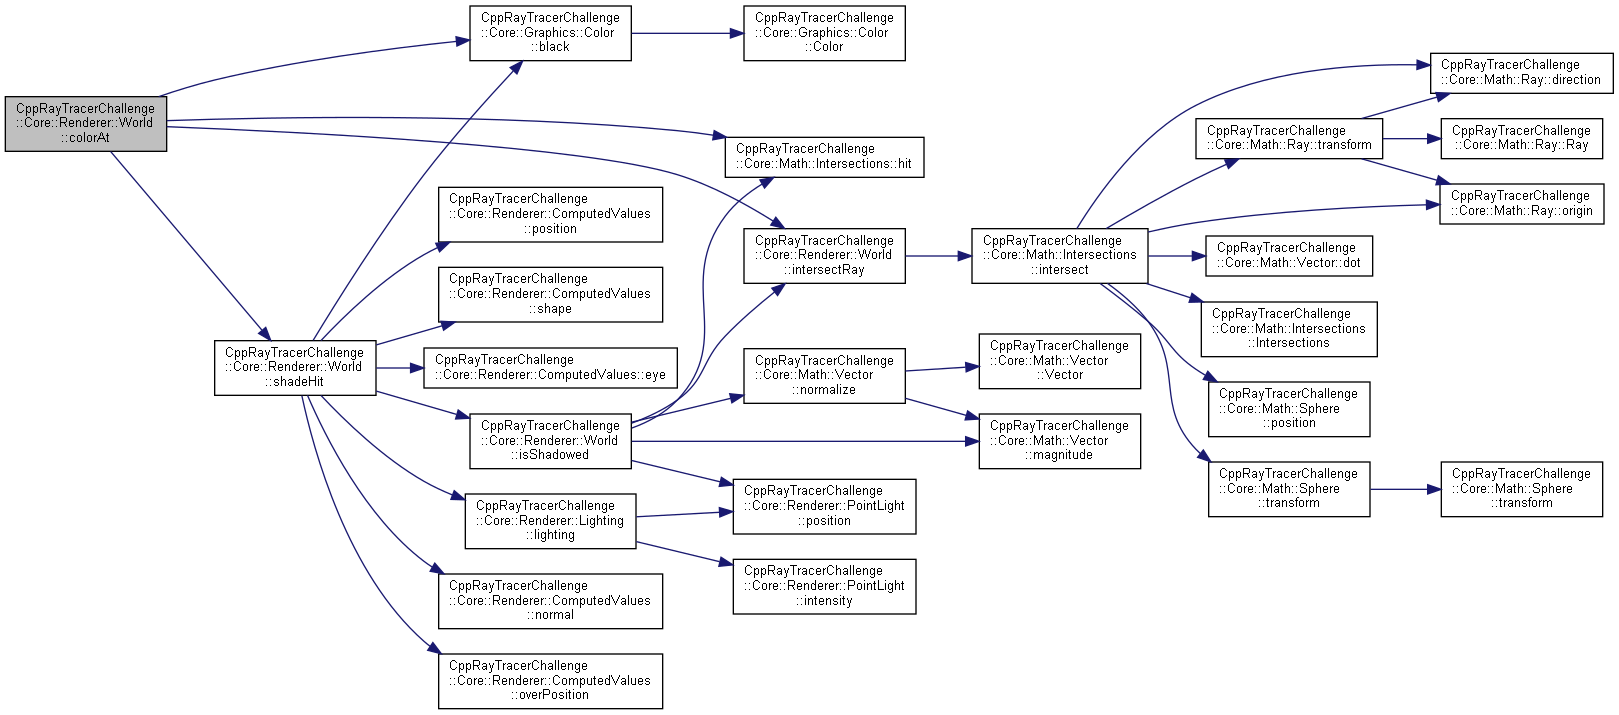 CppRayTracerChallenge
::Core::Renderer::World
::colorAt
CppRayTracerChallenge
::Core::Graphics::Color
::black
CppRayTracerChallenge
::Core::Graphics::Color
::Color
CppRayTracerChallenge
::Core::Math::Intersections::hit
CppRayTracerChallenge
::Core::Renderer::World
::intersectRay
CppRayTracerChallenge
::Core::Math::Intersections
::intersect
CppRayTracerChallenge
::Core::Math::Ray::direction
CppRayTracerChallenge
::Core::Math::Ray::transform
CppRayTracerChallenge
::Core::Math::Ray::Ray
CppRayTracerChallenge
::Core::Math::Ray::origin
CppRayTracerChallenge
::Core::Math::Vector::dot
CppRayTracerChallenge
::Core::Math::Intersections
::Intersections
CppRayTracerChallenge
::Core::Math::Sphere
::position
CppRayTracerChallenge
::Core::Math::Sphere
::transform
CppRayTracerChallenge
::Core::Math::Sphere
::transform
CppRayTracerChallenge
::Core::Renderer::World
::shadeHit
CppRayTracerChallenge
::Core::Renderer::ComputedValues
::position
CppRayTracerChallenge
::Core::Renderer::ComputedValues
::shape
CppRayTracerChallenge
::Core::Renderer::ComputedValues::eye
CppRayTracerChallenge
::Core::Renderer::World
::isShadowed
CppRayTracerChallenge
::Core::Math::Vector
::normalize
CppRayTracerChallenge
::Core::Math::Vector
::Vector
CppRayTracerChallenge
::Core::Math::Vector
::magnitude
CppRayTracerChallenge
::Core::Renderer::PointLight
::position
CppRayTracerChallenge
::Core::Renderer::Lighting
::lighting
CppRayTracerChallenge
::Core::Renderer::PointLight
::intensity
CppRayTracerChallenge
::Core::Renderer::ComputedValues
::normal
CppRayTracerChallenge
::Core::Renderer::ComputedValues
::overPosition